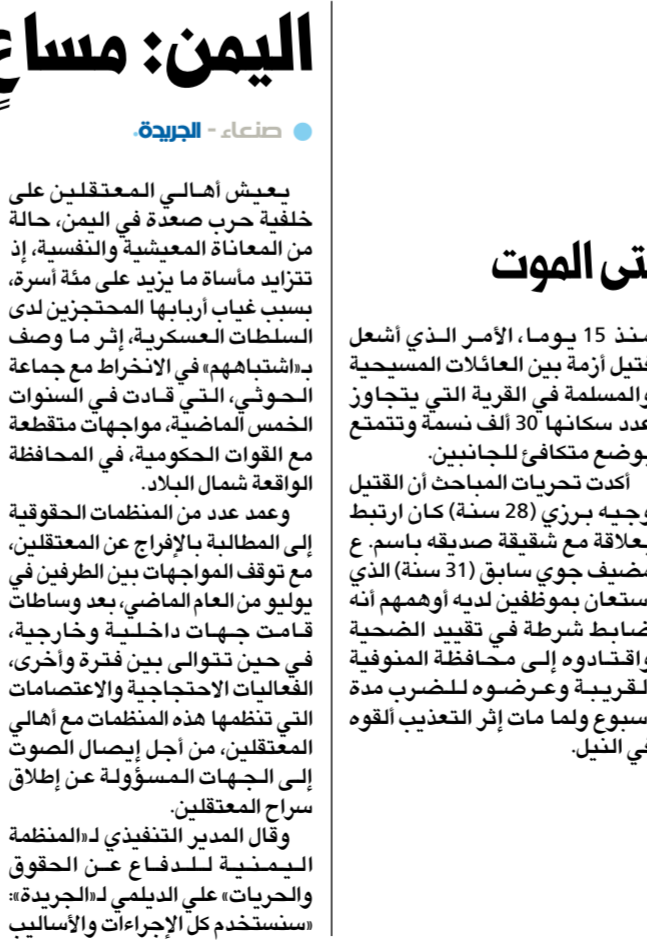 تى الموت
منذ 15 يوما، الأمر الذي أشعل
فتيل أزمة بين العائلات المسيحية
والمسلمة في القرية التي يتجاوز
عدد سكانها 30 ألف نسمة وتتمتع
بوضع متكافئ للجانبين.
أكدت تحريات المباحث أن القتيل
وجيه برزي (28 سنة) كان ارتبط
بعلاقة مع شقيقة صديقه باسم. ع
مضيف جوي سابق (31 سنة) الذي
ستعان بموظفين لديه أوهمهم أنه
ضابط شرطة في تقييد الضحية
واقتادوه إلى محافظة المنوفية
لقريبة وعرضوه للضرب مدة
سبوع ولما مات إثر التعذيب ألقوه
في النيل.
اليمن: مساعٍ
صنعاء - الجريدة.
يعيش أهالي المعتقلين على
خلفية حرب صعدة في اليمن، حالة
من المعاناة المعيشية والنفسية، إذ
تتزايد مأساة ما يزيد على مئة أسرة،
بسبب غياب أربابها المحتجزين لدى
السلطات العسكرية، إثر ما وصف
بـ«اشتباههم» في الانخراط مع جماعة
الحوثي، التي قادت في السنوات
الخمس الماضية، مواجهات متقطعة
مع القوات الحكومية، في المحافظة
الواقعة شمال البلاد.
وعمد عدد من المنظمات الحقوقية
إلى المطالبة بالإفراج عن المعتقلين،
مع توقف المواجهات بين الطرفين في
يوليو من العام الماضي، بعد وساطات
قامت جهات داخلية وخارجية،
في حين تتوالى بين فترة وأخرى،
الفعاليات الاحتجاجية والاعتصامات
التي تنظمها هذه المنظمات مع أهالي
المعتقلين، من أجل إيصال الصوت
إلى الجهات المسؤولة عن إطلاق
سراح المعتقلين.
وقال المدير التنفيذي لـ«المنظمة
اليمنية للدفاع عن الحقوق
والحريات» علي الديلمي لـ«الجريدة»:
«سنستخدم كل الإجراءات والأساليب